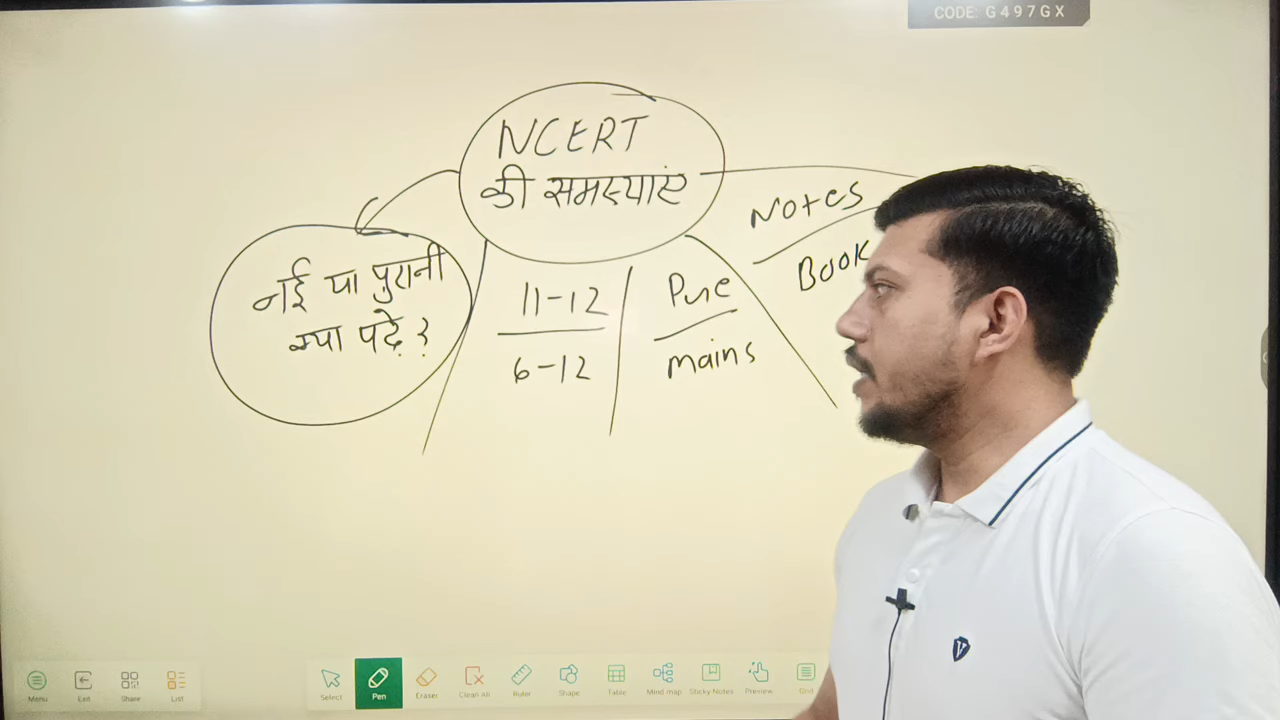 CODE: G497GX
NCERT
की समस्याएं
नई या पुरानी
क्या पढ़े ?
11-12
6-12
Pre
mains
Notes
Book
Menu
Exit
Share
List
Select
Pen
Eraser
Clean All
Ruler
Shape
Table
Mind map
Sticky Notes
Preview
Grid
V